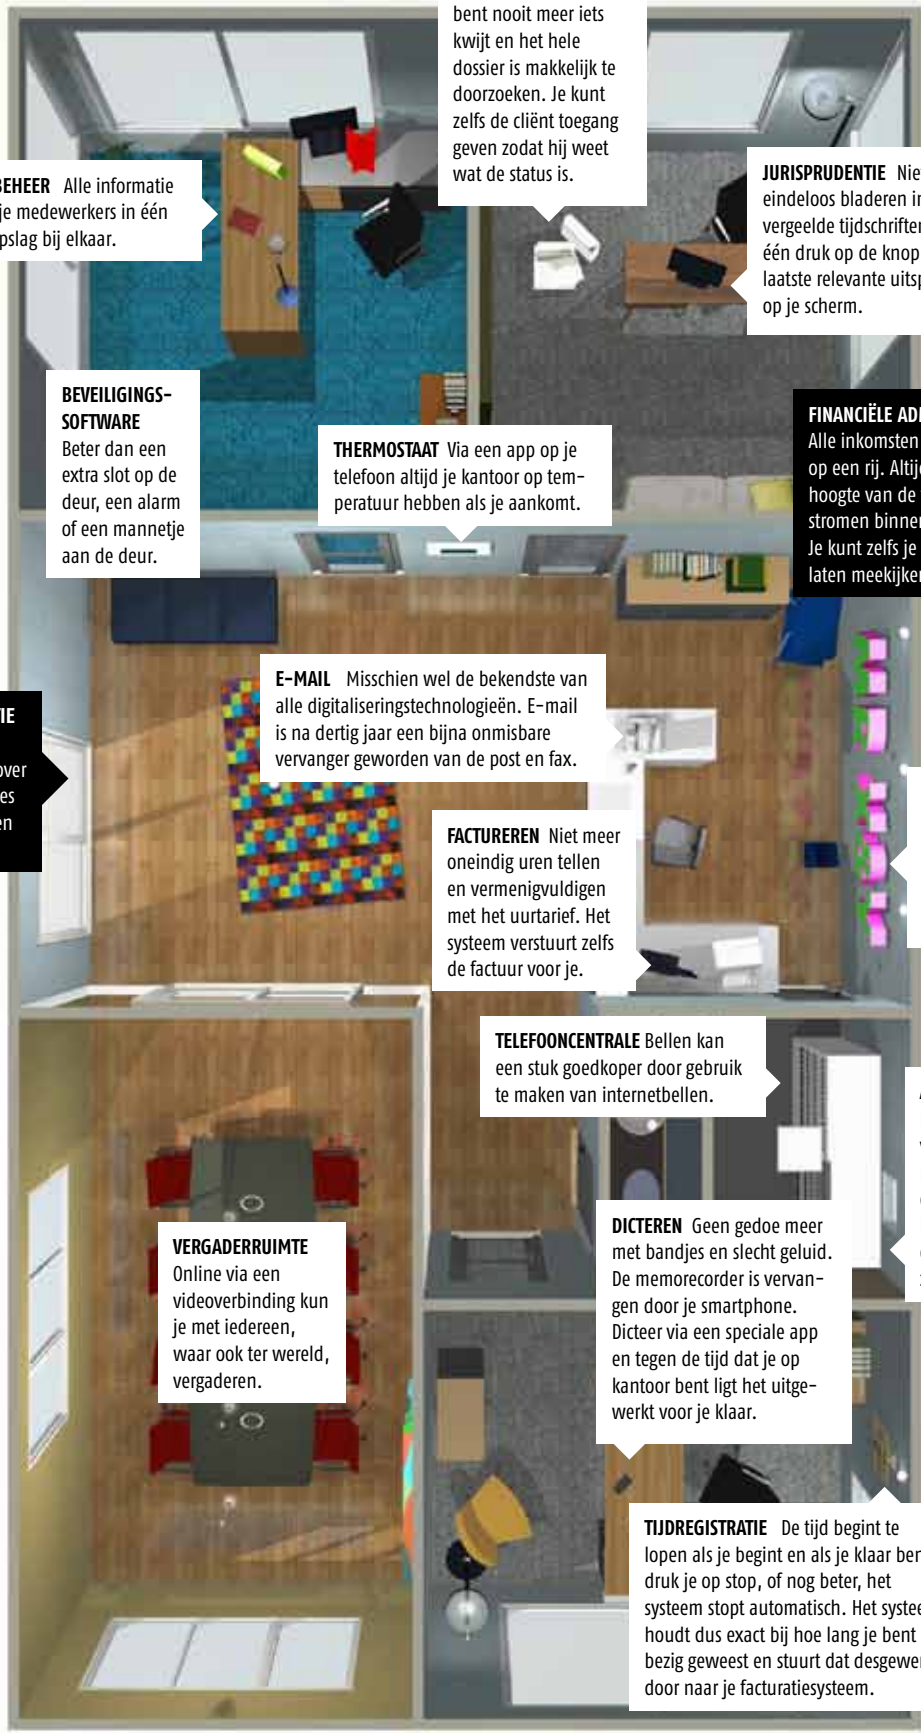 bent nooit meer iets
kwijt en het hele
dossier is makkelijk te
doorzoeken. Je kunt
zelfs de cliënt toegang
geven zodat hij weet
wat de status is.
BEHEER Alle informatie
je medewerkers in één
pslag bij elkaar.
JURISPRUDENTIE Nie
eindeloos bladeren in
vergeelde tijdschriften
één druk op de knop
laatste relevante uitsp
op je scherm.
BEVEILIGINGS-
SOFTWARE
Beter dan een
extra slot op de
deur, een alarm
of een mannetje
aan de deur.
THERMOSTAAT Via een app op je
telefoon altijd je kantoor op tem-
peratuur hebben als je aankomt.
FINANCIËLE AD
Alle inkomsten
op een rij. Altij
hoogte van de
stromen binnen
Je kunt zelfs je
laten meekijken
E-MAIL Misschien wel de bekendste van
alle digitaliseringstechnologieën. E-mail
is na dertig jaar een bijna onmisbare
vervanger geworden van de post en fax.
TIE
over
es
en
FACTUREREN Niet meer
oneindig uren tellen
en vermenigvuldigen
met het uurtarief. Het
systeem verstuurt zelfs
de factuur voor je.
TELEFOONCENTRALE Bellen kan
een stuk goedkoper door gebruik
te maken van internetbellen.
DICTEREN Geen gedoe meer
met bandjes en slecht geluid.
De memorecorder is vervan-
gen door je smartphone.
Dicteer via een speciale app
en tegen de tijd dat je op
kantoor bent ligt het uitge-
werkt voor je klaar.
VERGADERRUIMTE
Online via een
videoverbinding kun
je met iedereen,
waar ook ter wereld,
vergaderen.
TIJDREGISTRATIE De tijd begint te
lopen als je begint en als je klaar ben
druk je op stop, of nog beter, het
systeem stopt automatisch. Het systee
houdt dus exact bij hoe lang je bent
bezig geweest en stuurt dat desgewen
door naar je facturatiesysteem.